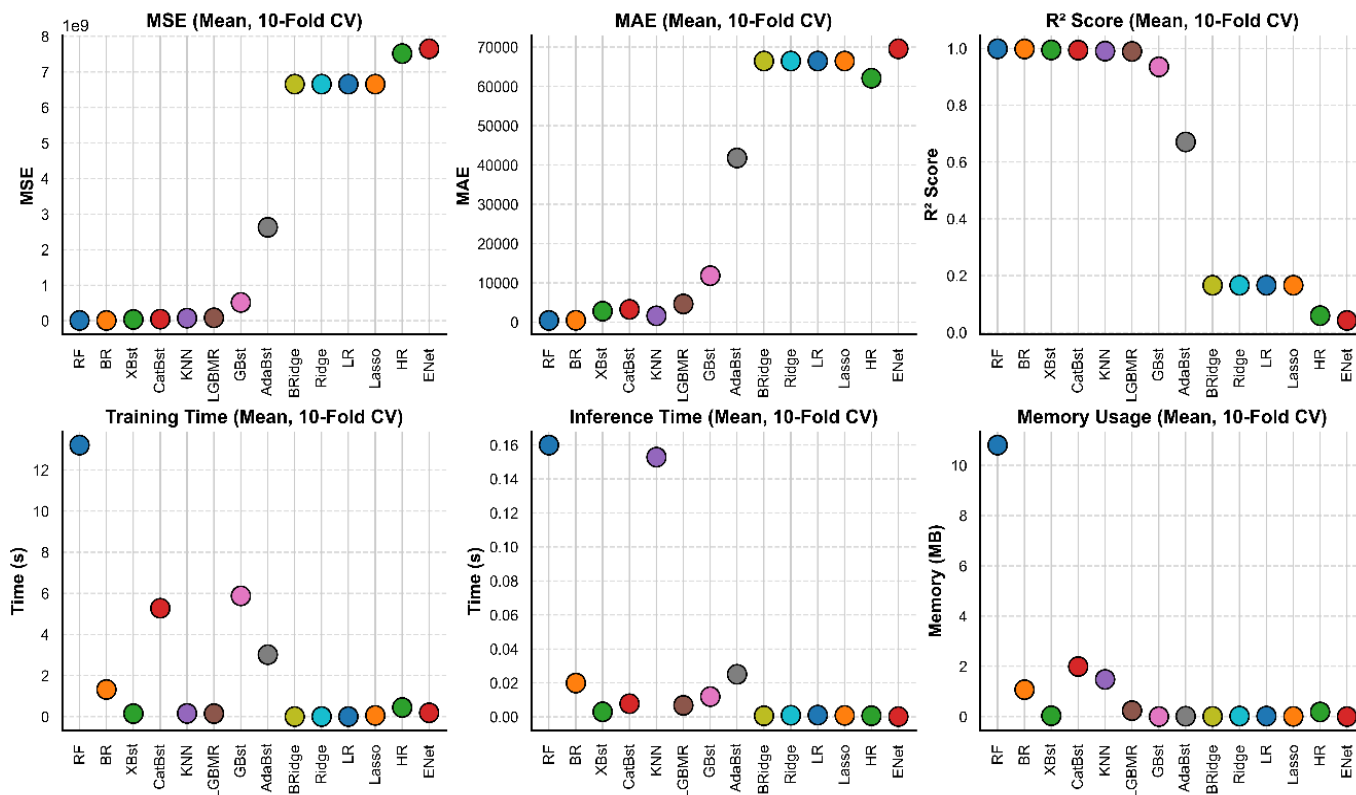 MSE (Mean, 10-Fold CV)
1e9
8
7
6
5
4
3
2
1
0
MSE
RF
BR
XBst
CatBst
KNN
LGBMR
GBst
AdaBst
BRidge
Ridge
LR
Lasso
HR
ENet
MAE (Mean, 10-Fold CV)
70000
60000
50000
40000
30000
20000
10000
0
MAE
RF
BR
XBst
CatBst
KNN
LGBMR
GBst
AdaBst
BRidge
Ridge
LR
Lasso
HR
ENet
R² Score (Mean, 10-Fold CV)
1.0
0.8
0.6
0.4
0.2
0.0
R² Score
RF
BR
XBst
CatBst
KNN
LGBMR
GBst
AdaBst
BRidge
Ridge
LR
Lasso
HR
ENet
Training Time (Mean, 10-Fold CV)
12
10
8
6
4
2
0
Time (s)
RF
BR
XBst
CatBst
KNN
LGBMR
GBst
AdaBst
BRidge
Ridge
LR
Lasso
HR
ENet
Inference Time (Mean, 10-Fold CV)
0.16
0.14
0.12
0.10
0.08
0.06
0.04
0.02
0.00
Time (s)
RF
BR
XBst
CatBst
KNN
LGBMR
GBst
AdaBst
BRidge
Ridge
LR
Lasso
HR
ENet
Memory Usage (Mean, 10-Fold CV)
10
8
6
4
2
0
Memory (MB)
RF
BR
XBst
CatBst
KNN
LGBMR
GBst
AdaBst
BRidge
Ridge
LR
Lasso
HR
ENet